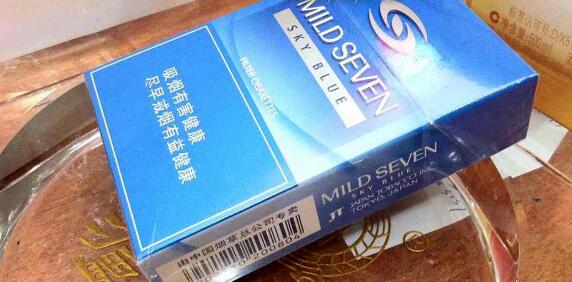 MILD SEVEN
SKY BLUE
FILTER CIGARETTES
吸烟有害健康
尽早戒烟有益健康
MILD SEVEN
SKY BLUE
JT JAPAN TOBACCO INC.
TOKYO, JAPAN
由中国烟草总公司专卖
200804